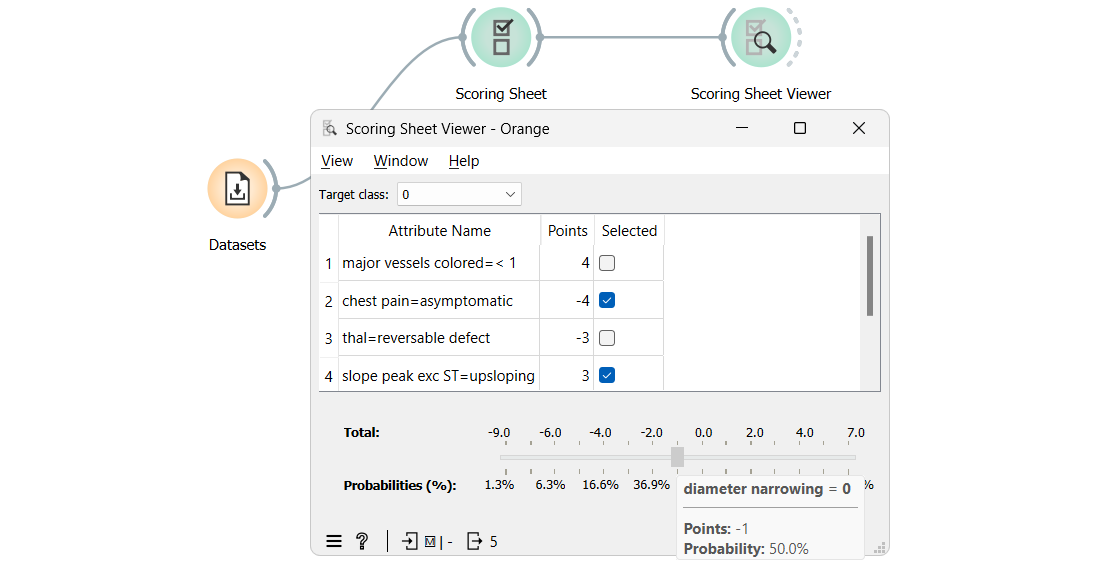 Scoring Sheet
Scoring Sheet Viewer
Scoring Sheet Viewer - Orange
View Window Help
Target class: 0
Datasets
Attribute Name Points Selected
1 major vessels colored=< 1 4
2 chest pain=asymptomatic -4
3 thal=reversable defect -3
4 slope peak exc ST=upsloping 3
Total: -9.0 -6.0 -4.0 -2.0 0.0 2.0 4.0 7.0
Probabilities (%): 1.3% 6.3% 16.6% 36.9% %
diameter narrowing = 0
Points: -1
Probability: 50.0%
? M | - 5